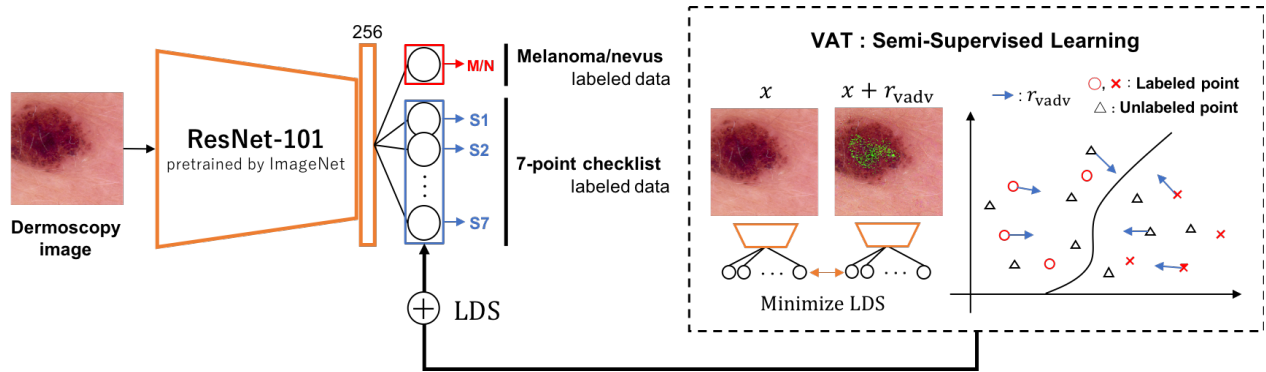 256
M/N
Melanoma/nevus
labeled data
ResNet-101
pretrained by ImageNet
S1
S2
S7
7-point checklist
labeled data
Dermoscopy
image
LDS
VAT : Semi-Supervised Learning
x
x + r_vadv
: r_vadv
○, × : Labeled point
△ : Unlabeled point
Minimize LDS